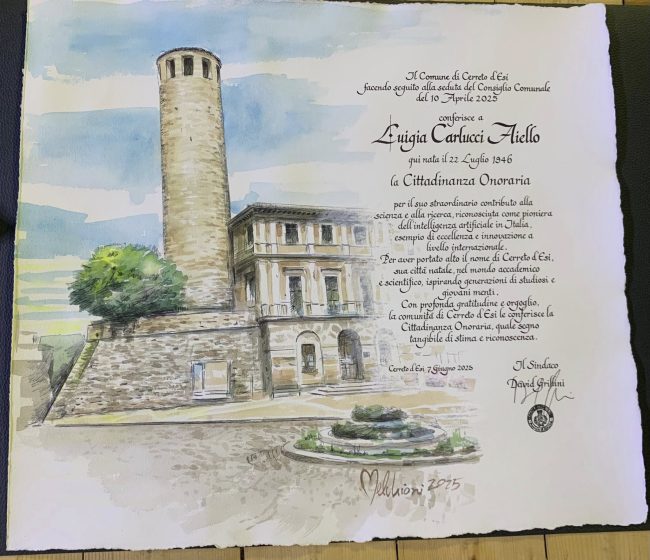 Il Comune di Cerreto d'Esi
facendo seguito alla seduta del Consiglio Comunale
del 10 Aprile 2025
conferisce a
Luigia Carlucci Aiello
qui nata il 22 Luglio 1946
la Cittadinanza Onoraria
per il suo straordinario contributo alla
scienza e alla ricerca, riconosciuta come pioniera
dell'intelligenza artificiale in Italia,
esempio di eccellenza e innovazione a
livello internazionale.
Per aver portato alto il nome di Cerreto d'Esi,
sua città natale, nel mondo accademico
e scientifico, ispirando generazioni di studiosi e
giovani menti.
Con profonda gratitudine e orgoglio,
la comunità di Cerreto d'Esi le conferisce la
Cittadinanza Onoraria, quale segno
tangibile di stima e riconoscenza.
Cerreto d'Esi 7 Giugno 2025
Il Sindaco
David Grillini
Melchiorri 2025